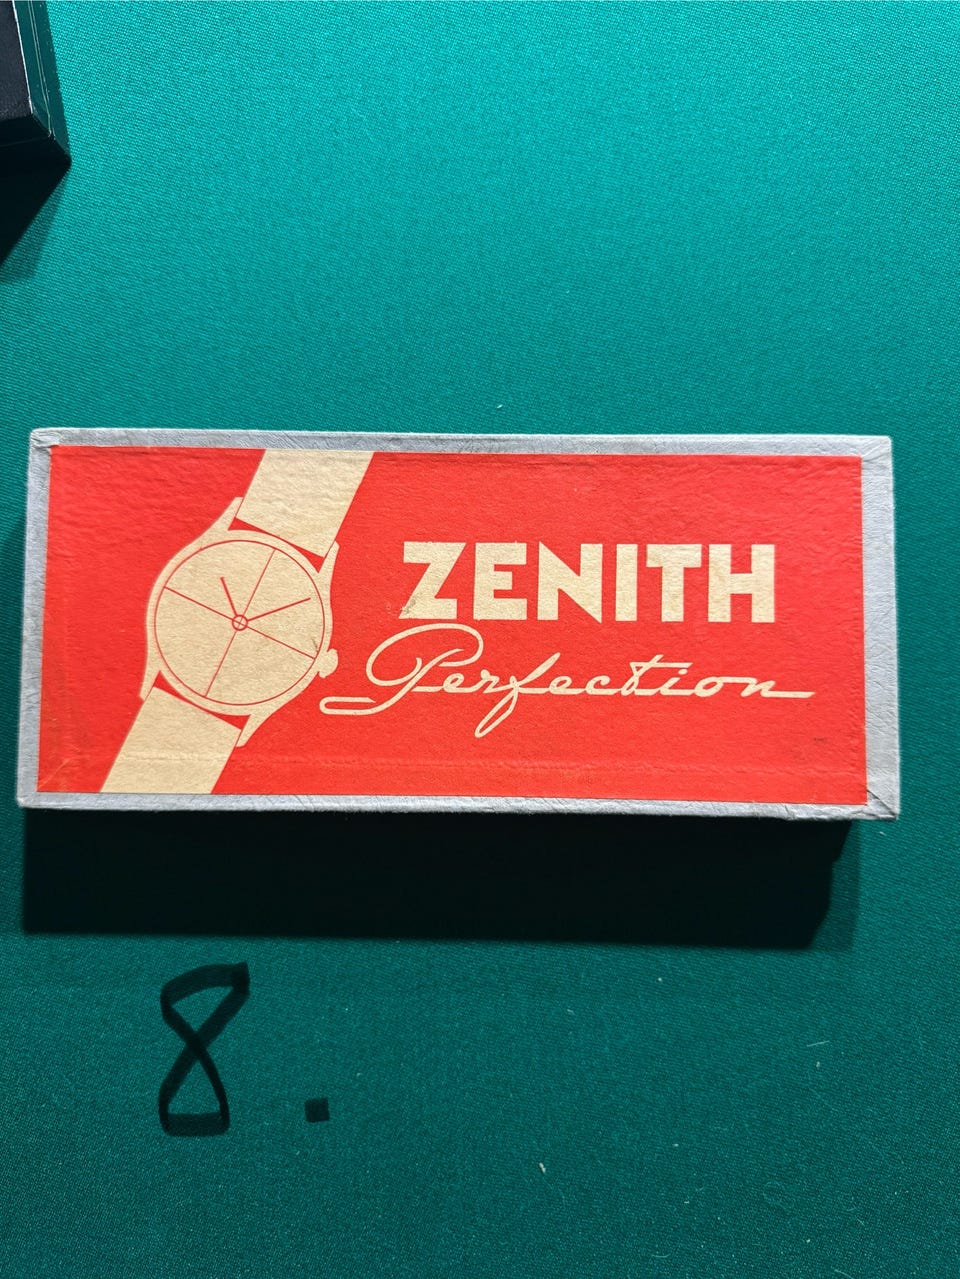 ZENITH
Perfection
8.